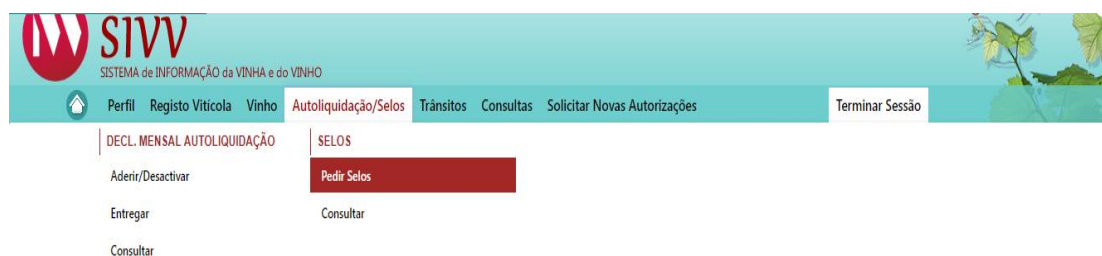 SIVV
SISTEMA de INFORMAÇÃO da VINHA e do VINHO
Perfil Registo Vitícola Vinho Autoliquidação/Selos Trânsitos Consultas Solicitar Novas Autorizações Terminar Sessão
DECL. MENSAL AUTOLIQUIDAÇÃO SELOS
Aderir/Desactivar Pedir Selos
Entregar Consultar
Consultar